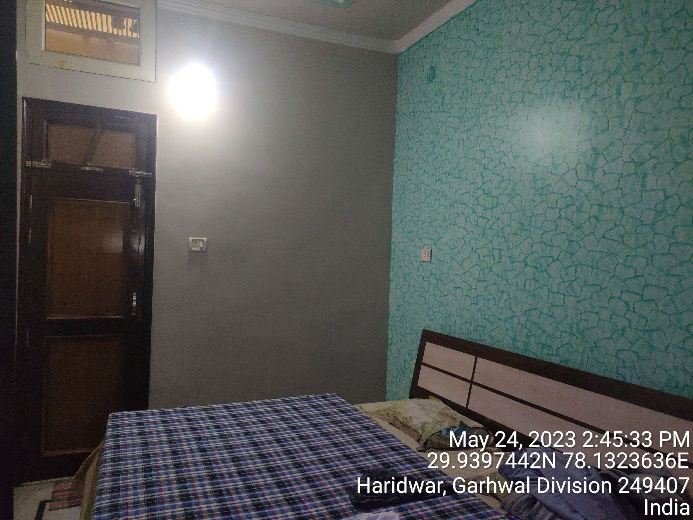 May 24, 2023 2:45:33 PM
29.9397442N 78.1323636E
Haridwar, Garhwal Division 249407
India